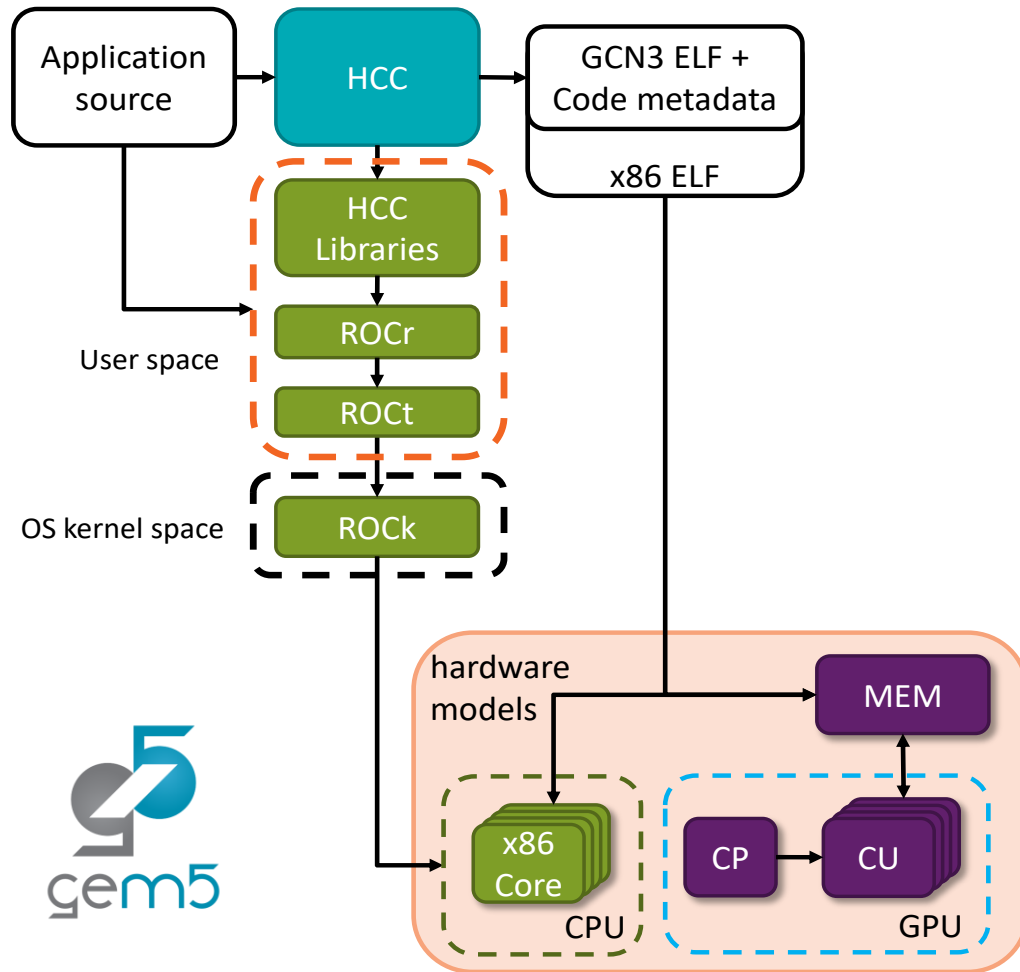 Application
source
HCC
GCN3 ELF +
Code metadata
x86 ELF
HCC
Libraries
ROCr
User space
ROCt
OS kernel space
ROCk
hardware
models
MEM
x86
Core
CP
CU
CPU
GPU
g5
gem5